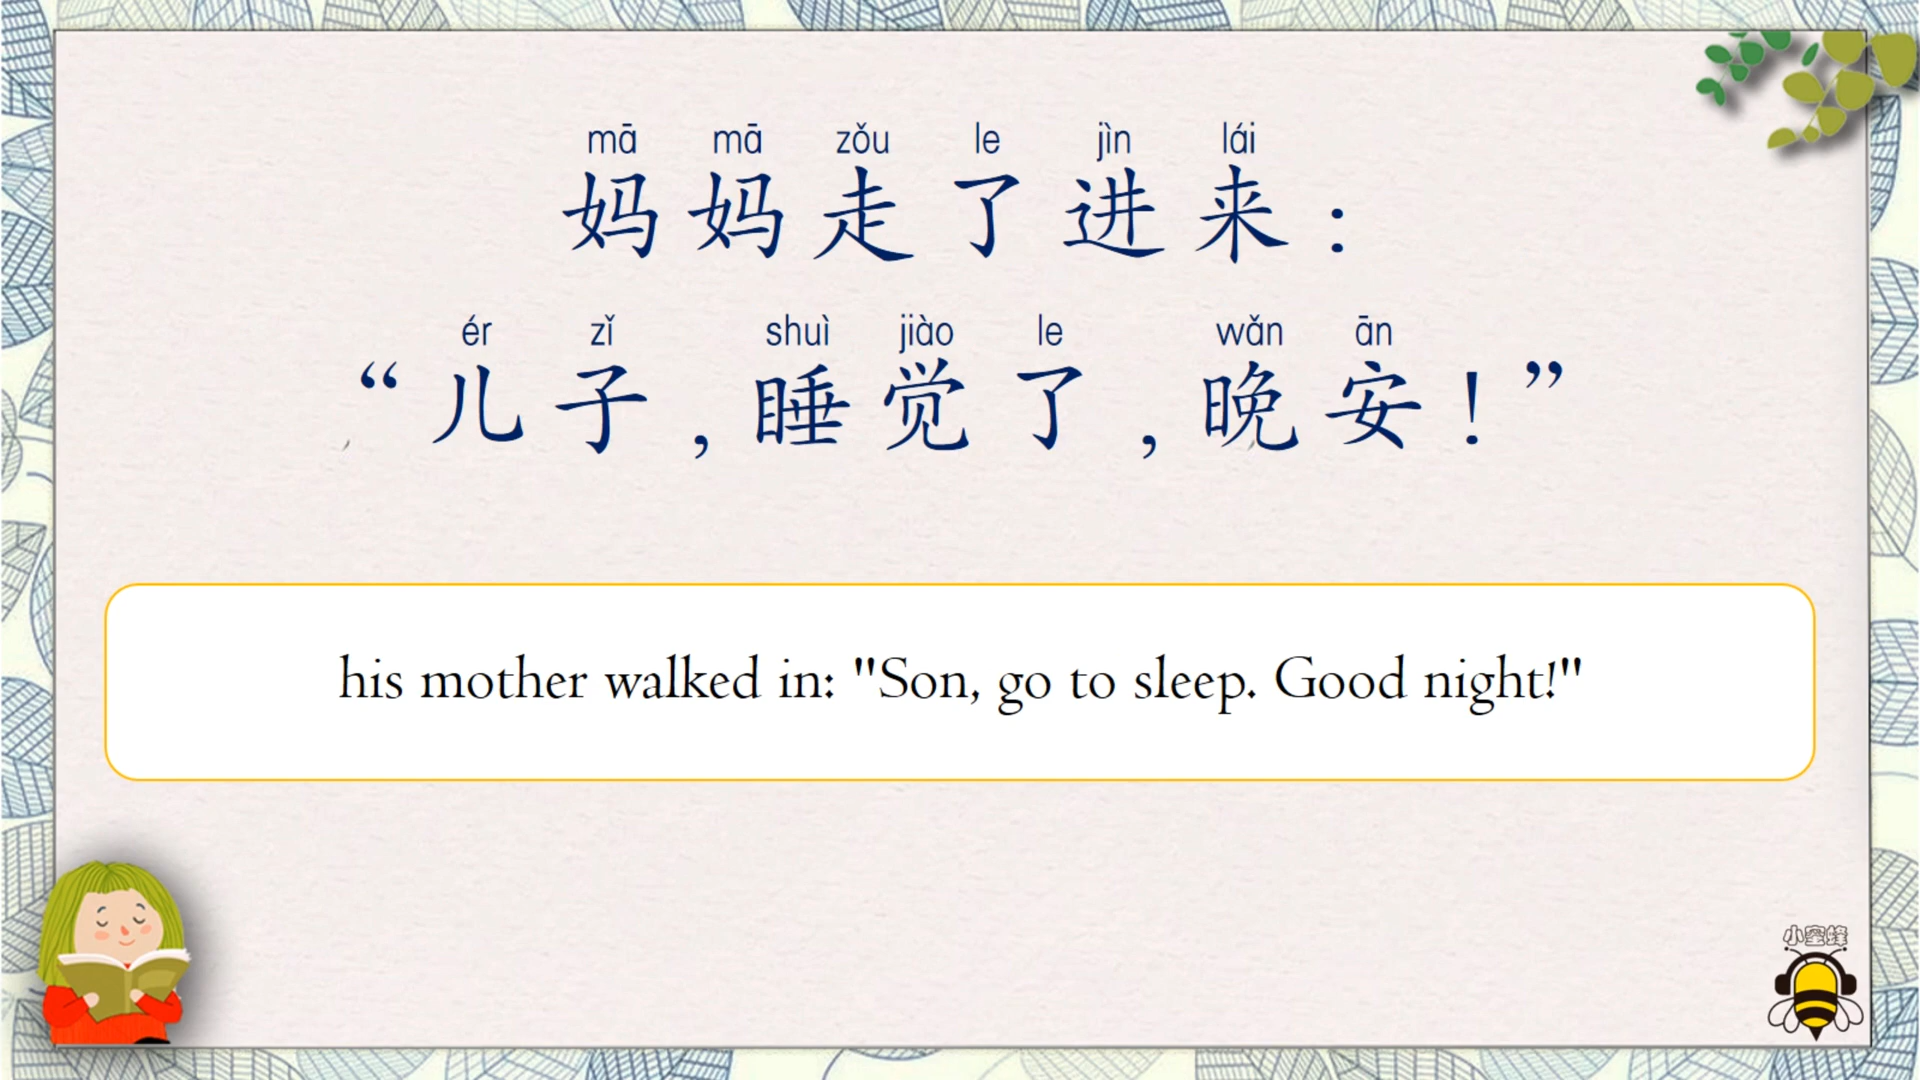 mā mā zǒu le jìn lái
妈妈走了进来：
ér zǐ shuì jiào le wǎn ān
“儿子，睡觉了，晚安！”
his mother walked in: "Son, go to sleep. Good night!"
小蜜蜂